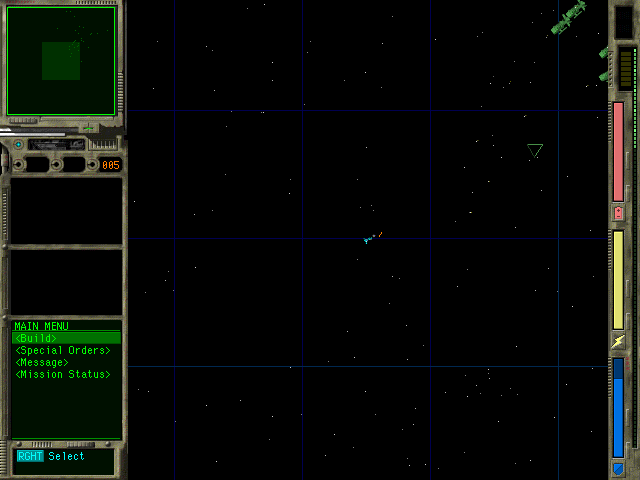 005
MAIN MENU
<Build>
<Special Orders>
<Message>
<Mission Status>
RGHT Select